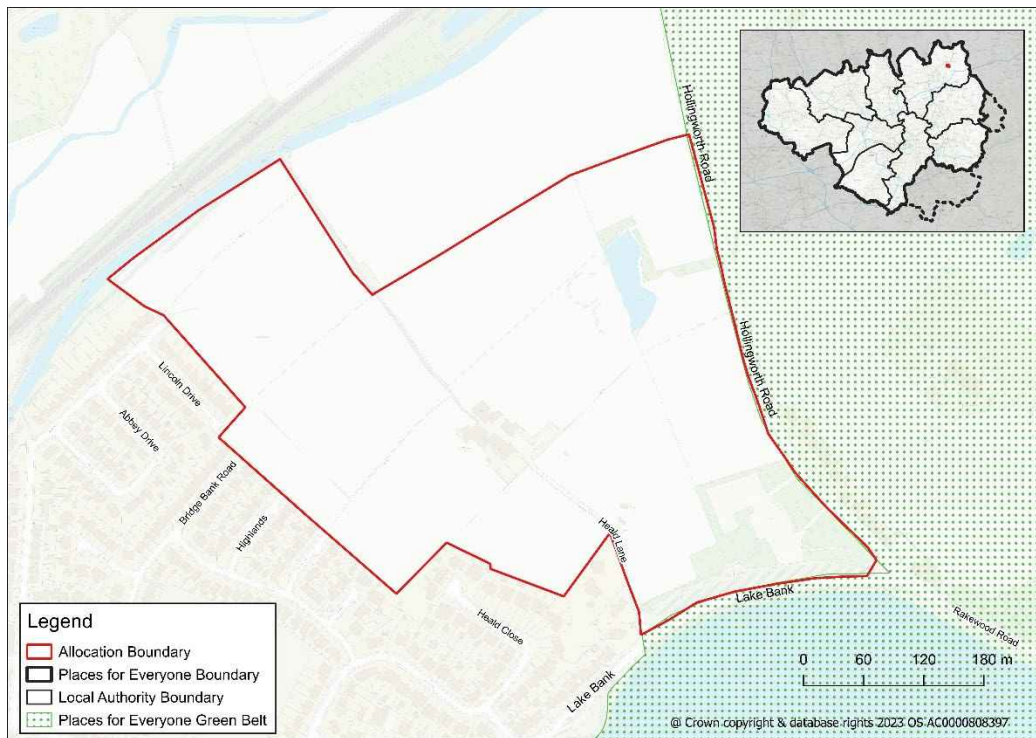 Hollingworth Road
Hollingworth Road
Lincoln Drive
Abbey Drive
Bridge Bank Road
Highlands
Heald Lane
Heald Close
Lake Bank
Lake Bank
Rakewood Road
Legend
Allocation Boundary
Places for Everyone Boundary
Local Authority Boundary
Places for Everyone Green Belt
0 60 120 180 m
@ Crown copyright & database rights 2023 OS AC0000808397